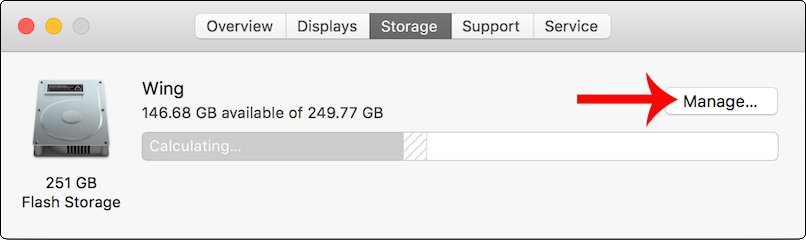 Overview Displays Storage Support Service
Wing
146.68 GB available of 249.77 GB
Manage...
Calculating...
251 GB
Flash Storage